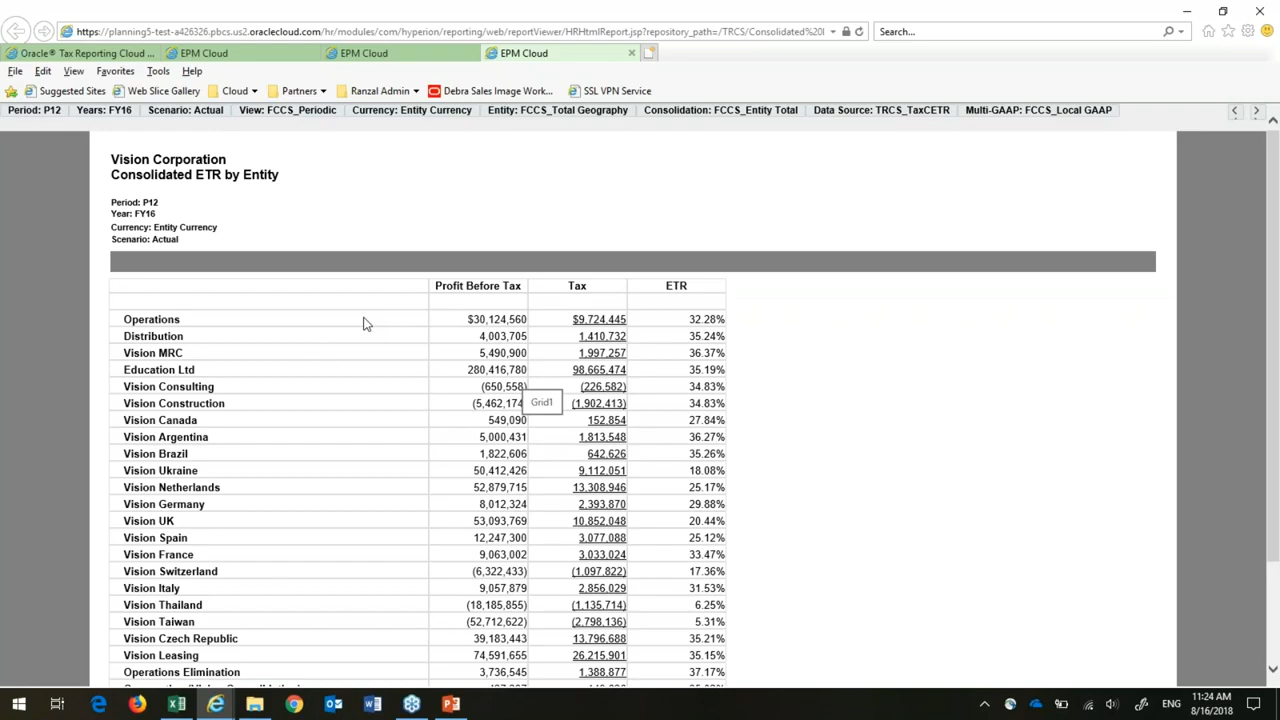 https://planning5-test-a426326.pbcs.us2.oraclecloud.com/hr/modules/com/hyperion/reporting/web/reportViewer/HRHtmlReport.jsp?repository_path=/TRCS/Consolidated%20I
Search...
Oracle® Tax Reporting Cloud ...
EPM Cloud
EPM Cloud
EPM Cloud
File Edit View Favorites Tools Help
Suggested Sites Web Slice Gallery Cloud Partners Ranzal Admin Debra Sales Image Work... SSL VPN Service
Period: P12 Years: FY16 Scenario: Actual View: FCCS_Periodic Currency: Entity Currency Entity: FCCS_Total Geography Consolidation: FCCS_Entity Total Data Source: TRCS_TaxCETR Multi-GAAP: FCCS_Local GAAP
Vision Corporation
Consolidated ETR by Entity
Period: P12
Year: FY16
Currency: Entity Currency
Scenario: Actual
Profit Before Tax Tax ETR
Operations $30,124,560 $9,724,445 32.28%
Distribution 4,003,705 1,410,732 35.24%
Vision MRC 5,490,900 1,997,257 36.37%
Education Ltd 280,416,780 98,665,474 35.19%
Vision Consulting (650,558) (226,582) 34.83%
Vision Construction (5,462,174 (1,902,413) 34.83%
Grid1
Vision Canada 549,090 152,854 27.84%
Vision Argentina 5,000,431 1,813,548 36.27%
Vision Brazil 1,822,606 642,626 35.26%
Vision Ukraine 50,412,426 9,112,051 18.08%
Vision Netherlands 52,879,715 13,308,946 25.17%
Vision Germany 8,012,324 2,393,870 29.88%
Vision UK 53,093,769 10,852,048 20.44%
Vision Spain 12,247,300 3,077,088 25.12%
Vision France 9,063,002 3,033,024 33.47%
Vision Switzerland (6,322,433) (1,097,822) 17.36%
Vision Italy 9,057,879 2,856,029 31.53%
Vision Thailand (18,185,855) (1,135,714) 6.25%
Vision Taiwan (52,712,622) (2,798,136) 5.31%
Vision Czech Republic 39,183,443 13,796,688 35.21%
Vision Leasing 74,591,655 26,215,901 35.15%
Operations Elimination 3,736,545 1,388,877 37.17%
ENG
11:24 AM
8/16/2018